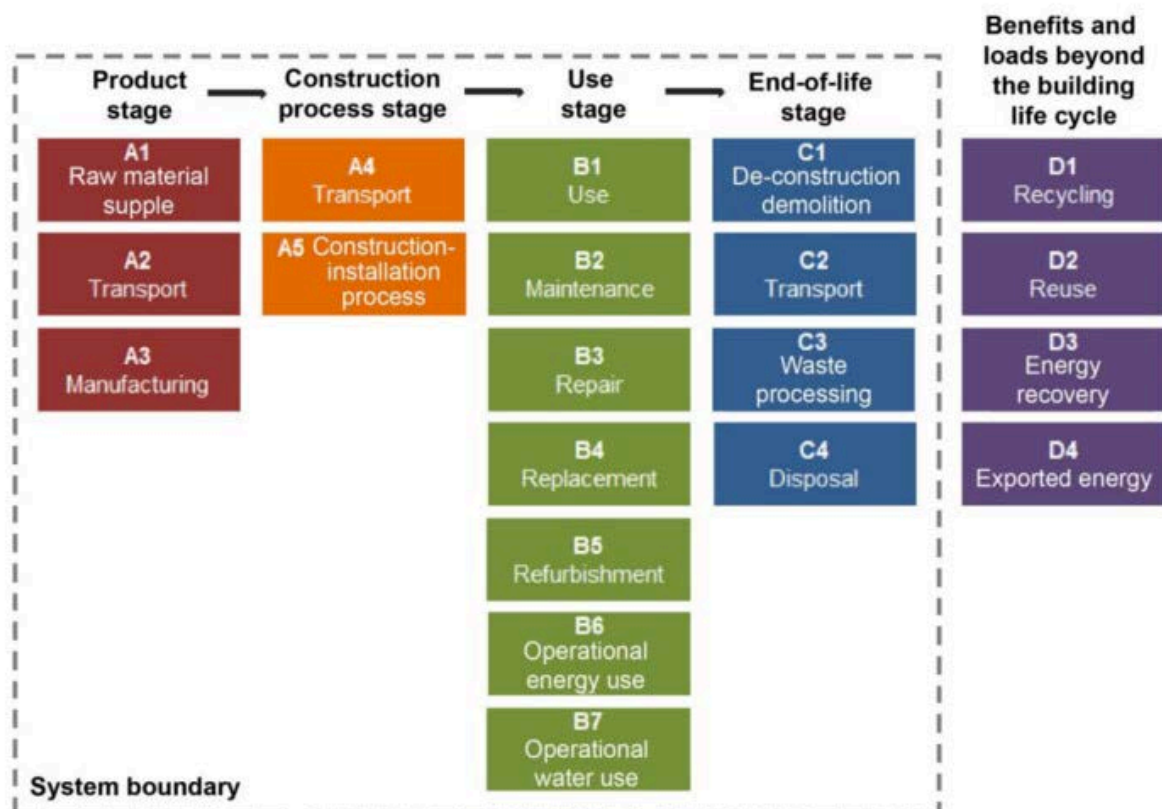 Product
stage
Construction
process stage
Use
stage
End-of-life
stage
Benefits and
loads beyond
the building
life cycle
A1
Raw material
supple
A2
Transport
A3
Manufacturing
A4
Transport
A5 Construction-
installation
process
B1
Use
B2
Maintenance
B3
Repair
B4
Replacement
B5
Refurbishment
B6
Operational
energy use
B7
Operational
water use
C1
De-construction
demolition
C2
Transport
C3
Waste
processing
C4
Disposal
D1
Recycling
D2
Reuse
D3
Energy
recovery
D4
Exported energy
System boundary